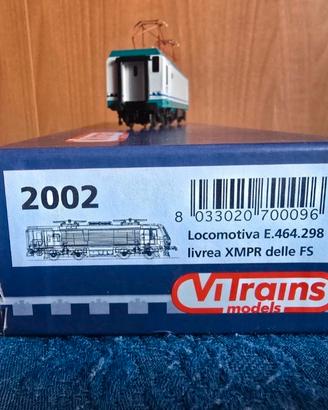 2002
8 033020 700096
Locomotiva E.464.298
livrea XMPR delle FS
ViTrains
models